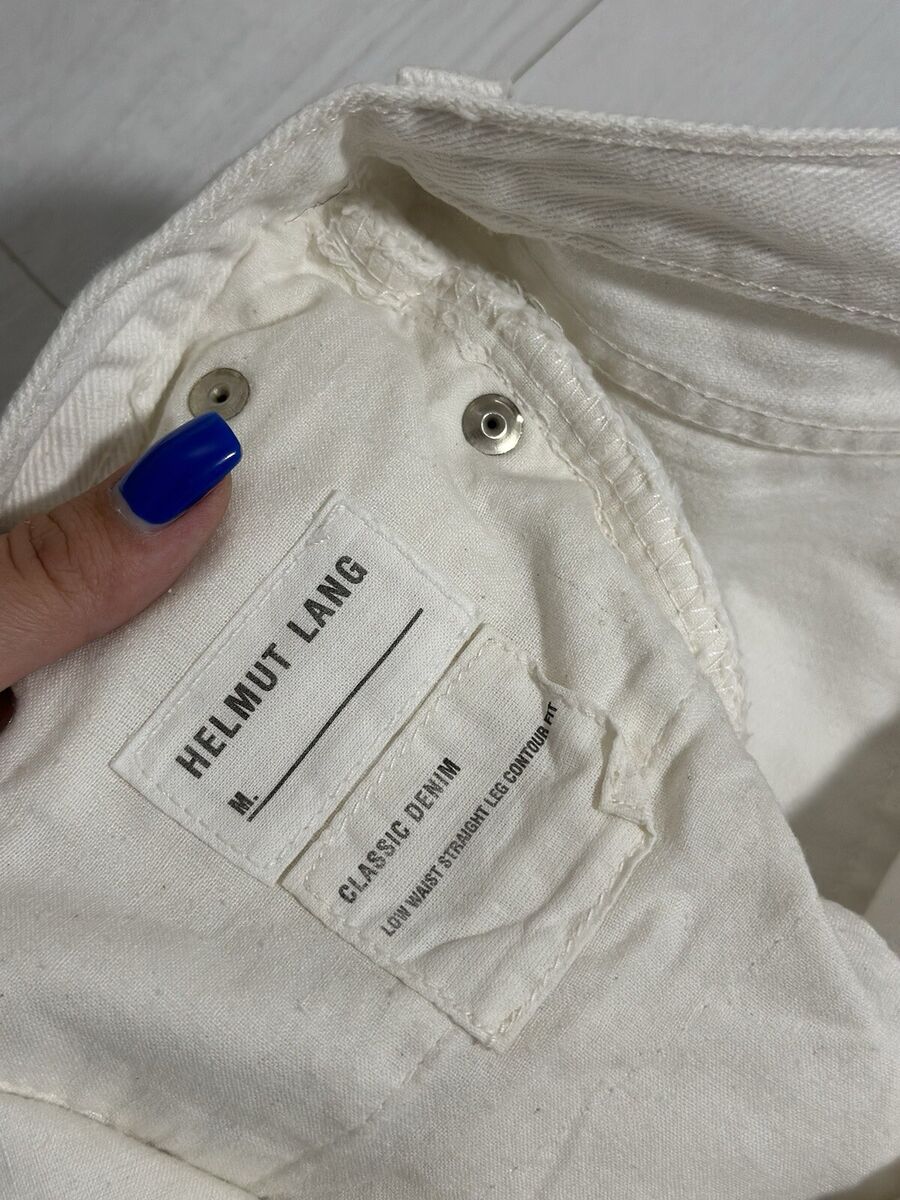 HELMUT LANG
M.
CLASSIC DENIM
LOW WAIST STRAIGHT LEG CONTOUR FIT